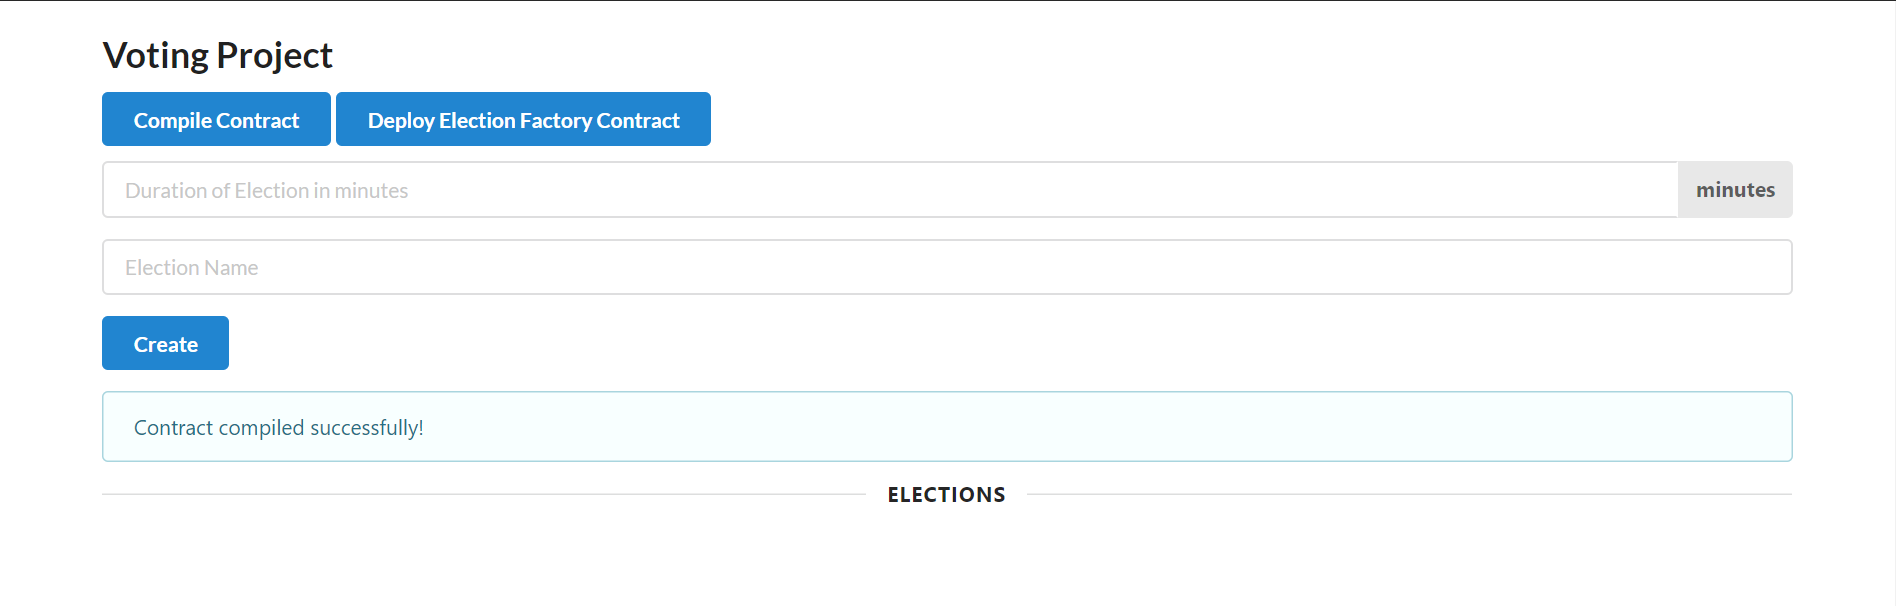 Voting Project
Compile Contract Deploy Election Factory Contract
Duration of Election in minutes minutes
Election Name
Create
Contract compiled successfully!
ELECTIONS